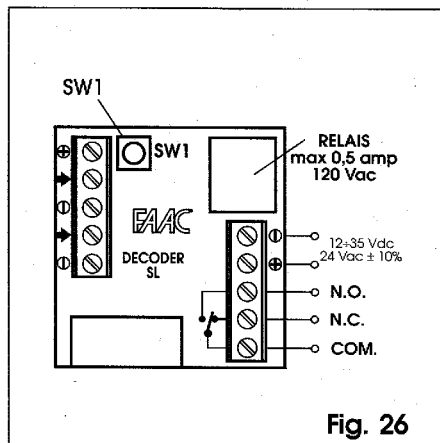 SW1
SW1
RELAIS
max 0,5 amp
120 Vac
FAAC
DECODER
SL
12÷35 Vdc
24 Vac ± 10%
N.O.
N.C.
COM.
Fig. 26